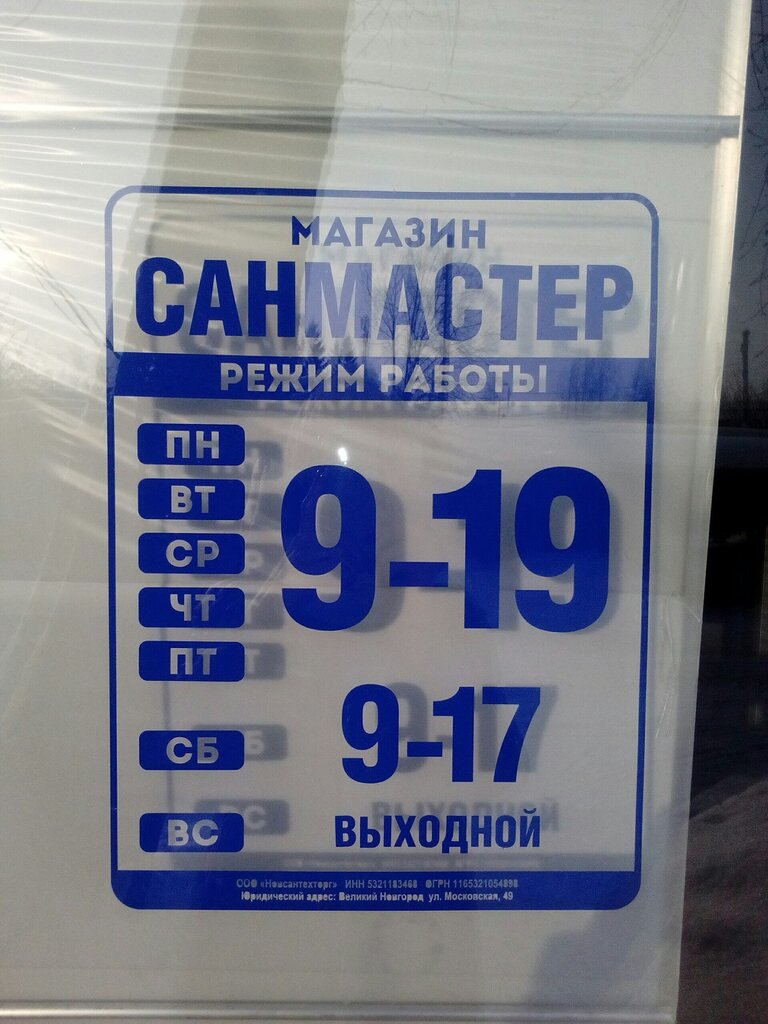 МАГАЗИН
САНМАСТЕР
РЕЖИМ РАБОТЫ
ПН
ВТ
СР
ЧТ
ПТ
9-19
СБ
9-17
ВС
ВЫХОДНОЙ
ООО «Новсантехторг» ИНН 5321183468 ОГРН 1165321054898
Юридический адрес: Великий Новгород ул. Московская, 49